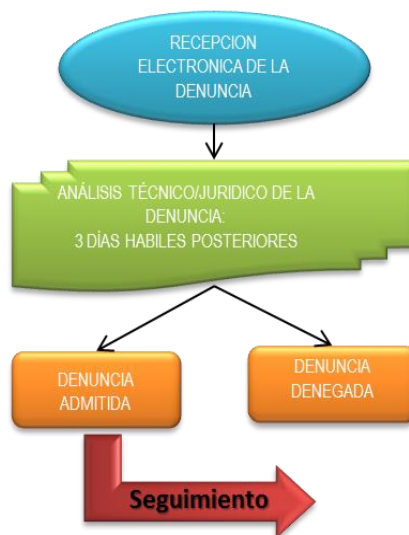 RECEPCION
ELECTRONICA DE LA
DENUNCIA
ANÁLISIS TÉCNICO/JURIDICO DE LA
DENUNCIA:
3 DÌAS HABILES POSTERIORES
DENUNCIA
ADMITIDA
DENUNCIA
DENEGADA
Seguimiento